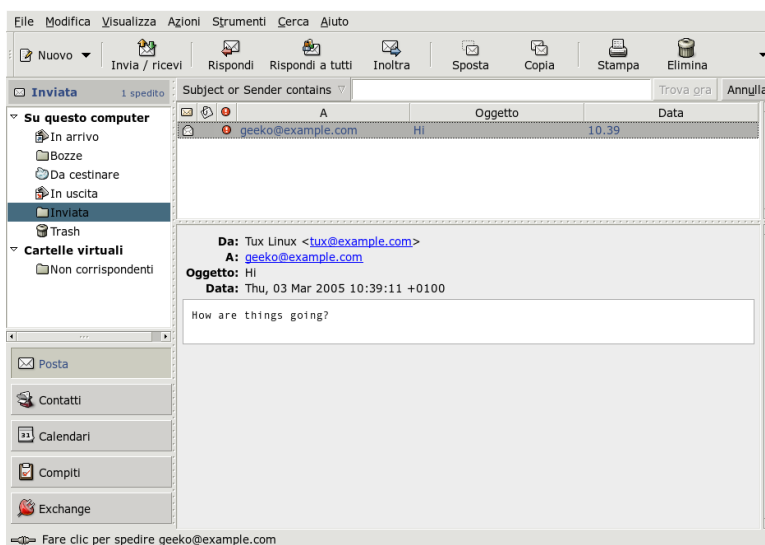 File Modifica Visualizza Azioni Strumenti Cerca Aiuto
Nuovo Invia / ricevi Rispondi Rispondi a tutti Inoltra Sposta Copia Stampa Elimina
Inviata 1 spedito Subject or Sender contains Trova ora Annulla
A Oggetto Data
geeko@example.com Hi 10.39
Su questo computer
In arrivo
Bozze
Da cestinare
In uscita
Inviata
Trash
Cartelle virtuali
Non corrispondenti
Da: Tux Linux <tux@example.com>
A: geeko@example.com
Oggetto: Hi
Data: Thu, 03 Mar 2005 10:39:11 +0100
How are things going?
Posta
Contatti
31 Calendari
Compiti
Exchange
Fare clic per spedire geeko@example.com